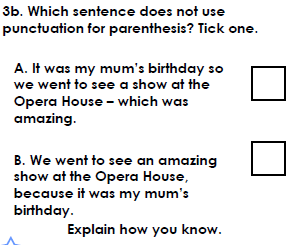 3b. Which sentence does not use
punctuation for parenthesis? Tick one.
A. It was my mum's birthday so
we went to see a show at the
Opera House – which was
amazing.
B. We went to see an amazing
show at the Opera House,
because it was my mum's
birthday.
Explain how you know.